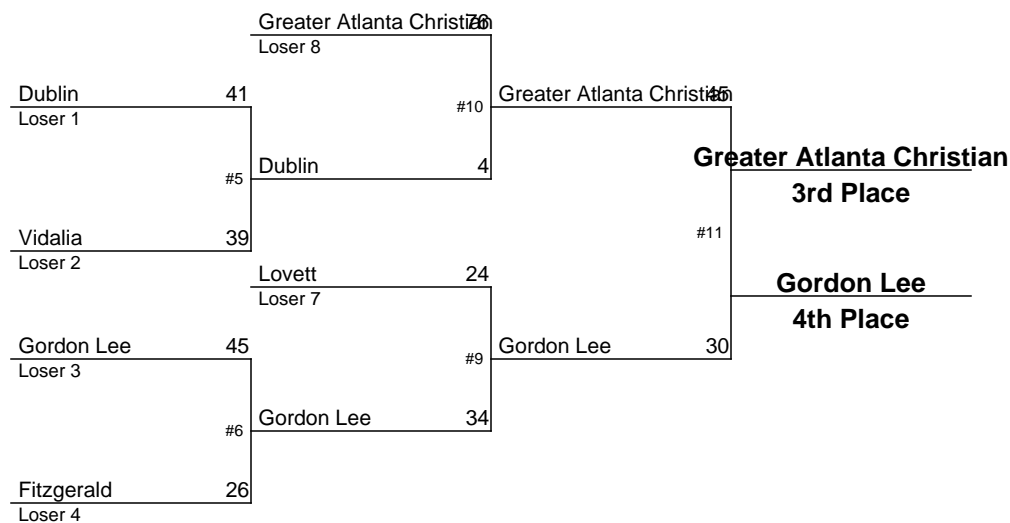 Greater Atlanta Christian 76
Loser 8
Dublin 41
Loser 1
#10
Greater Atlanta Christian 45
#5
Dublin 4
Greater Atlanta Christian
3rd Place
Vidalia 39
Loser 2
#11
Lovett 24
Loser 7
Gordon Lee
4th Place
Gordon Lee 45
Loser 3
#9
Gordon Lee 30
#6
Gordon Lee 34
Fitzgerald 26
Loser 4